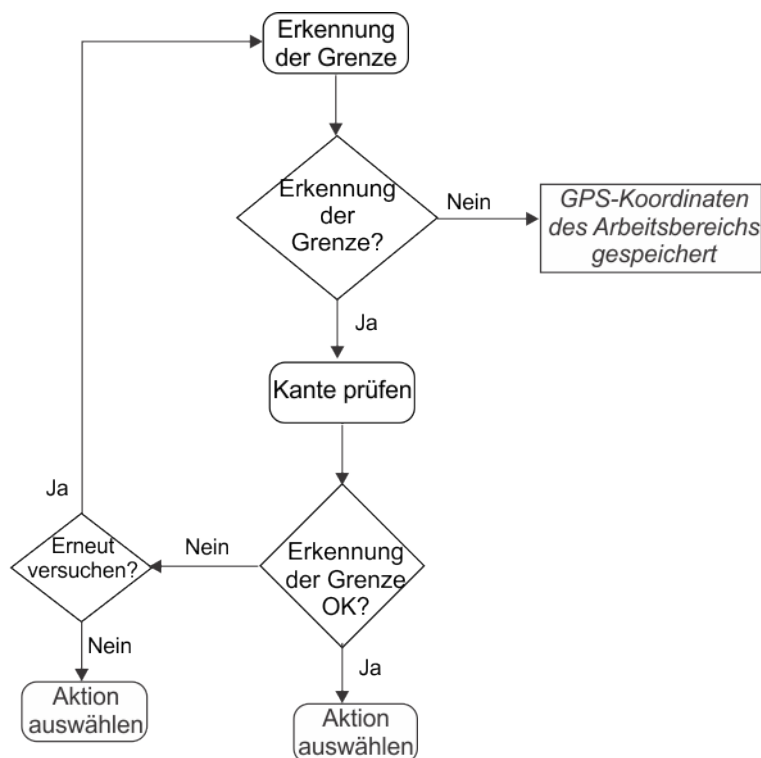 Erkennung
der Grenze
Erkennung
der
Grenze?
Nein
GPS-Koordinaten
des Arbeitsbereichs
gespeichert
Ja
Kante prüfen
Ja
Erneut
versuchen?
Nein
Erkennung
der Grenze
OK?
Nein
Ja
Aktion
auswählen
Aktion
auswählen